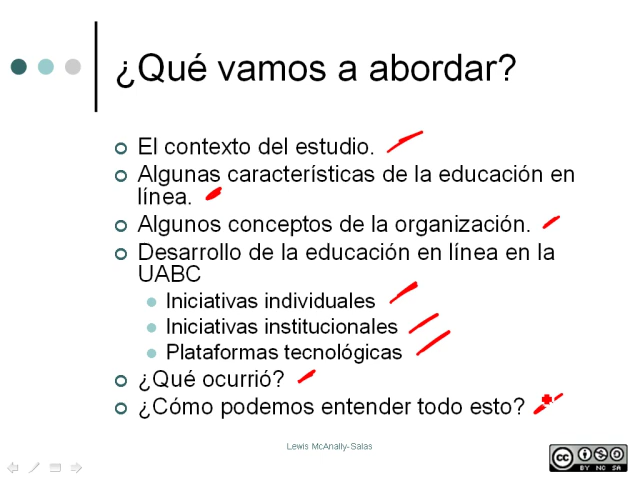 ¿Qué vamos a abordar?
El contexto del estudio.
Algunas características de la educación en
línea.
Algunos conceptos de la organización.
Desarrollo de la educación en línea en la
UABC
Iniciativas individuales
Iniciativas institucionales
Plataformas tecnológicas
¿Qué ocurrió?
¿Cómo podemos entender todo esto?
Lewis McAnally-Salas
cc
BY NC SA